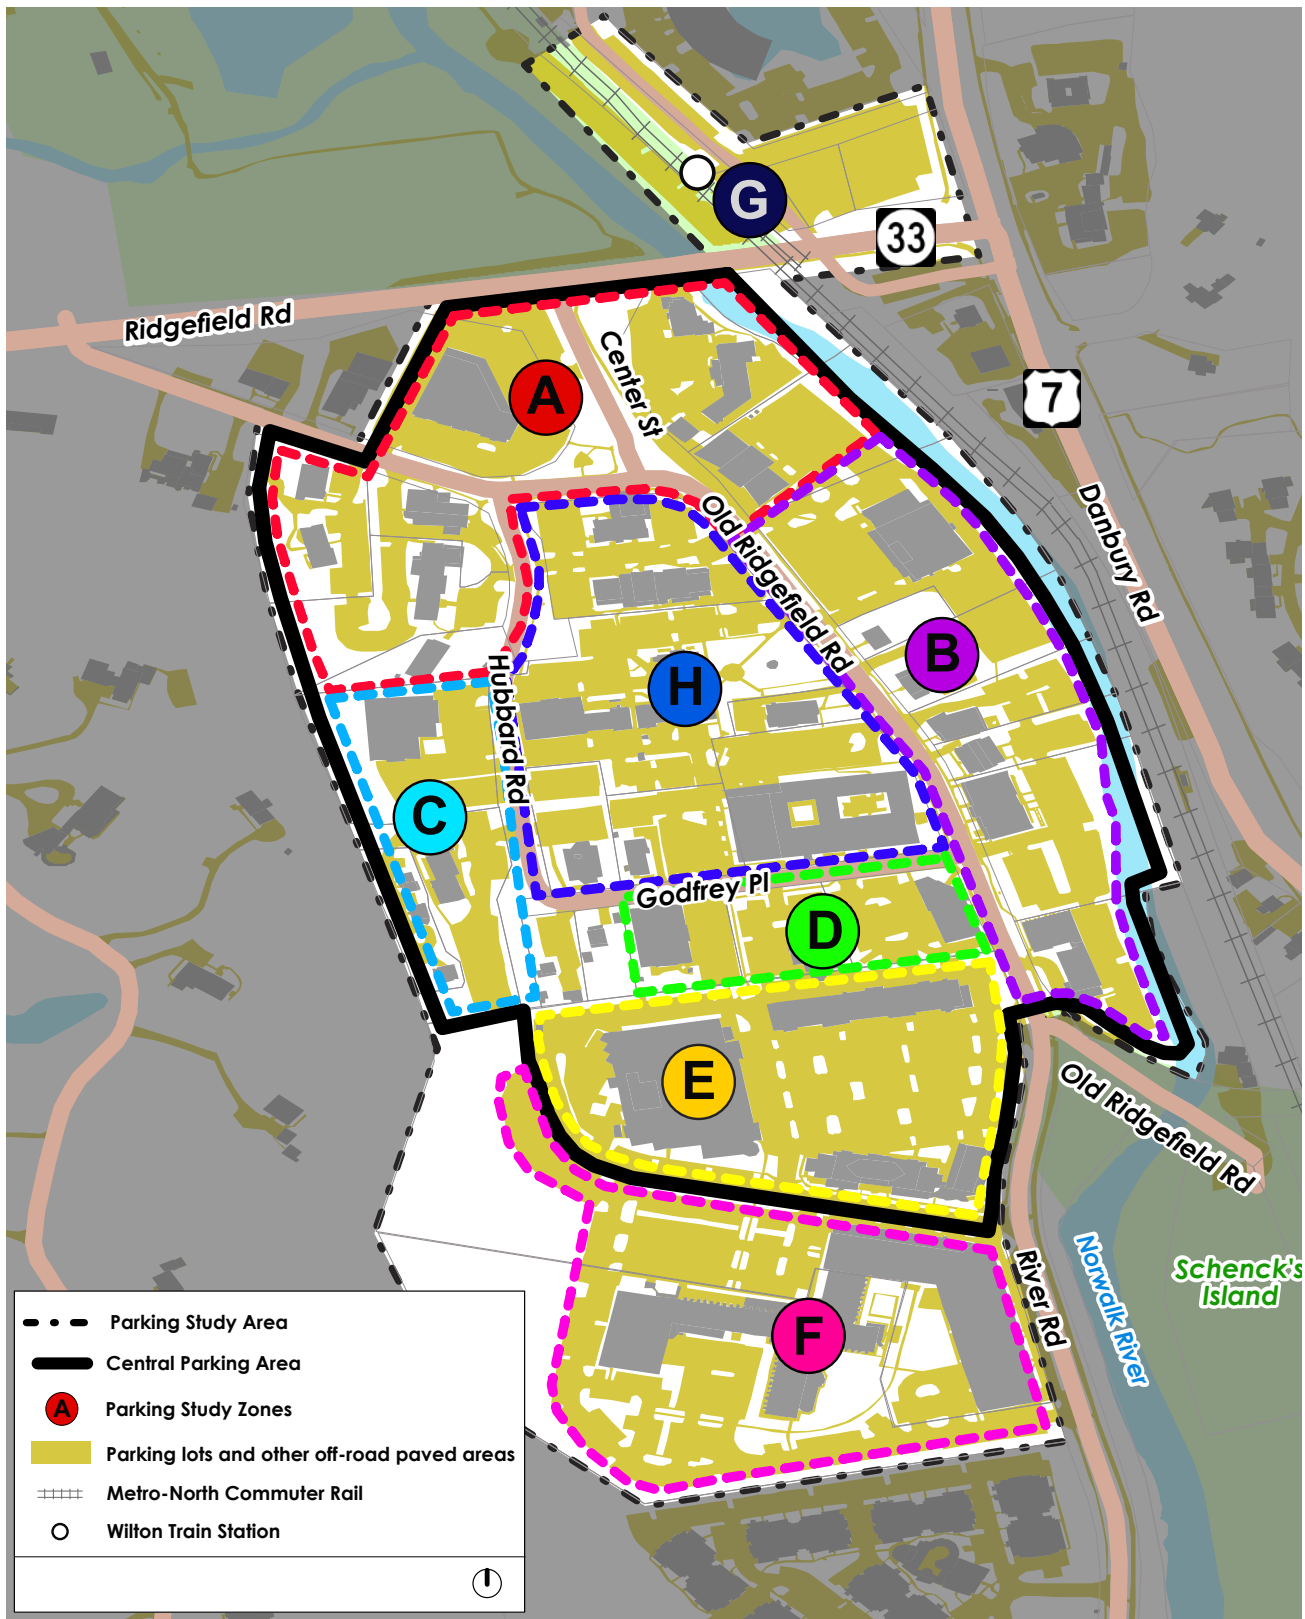 G
33
Ridgefield Rd
Center St
A
7
Old Ridgefield Rd
Danbury Rd
B
H
Hubbard Rd
C
Godfrey Pl
D
E
Old Ridgefield Rd
Norwalk River
Schenck's
Island
River Rd
F
Parking Study Area
Central Parking Area
A
Parking Study Zones
Parking lots and other off-road paved areas
Metro-North Commuter Rail
Wilton Train Station